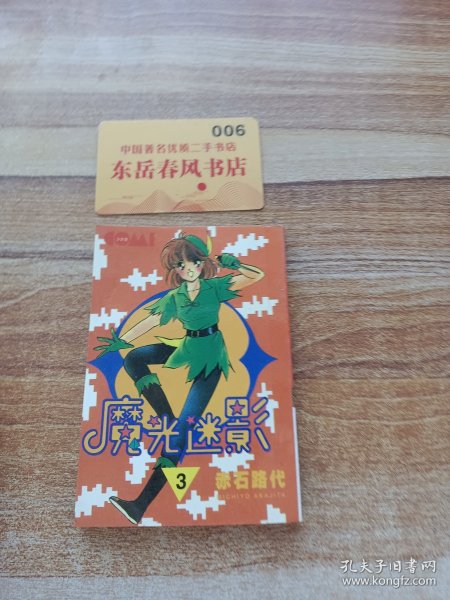 006
中国著名优质二手书店
东岳春风书店
魔光迷影
3
赤石路代
孔夫子旧书网
www.kongfz.com